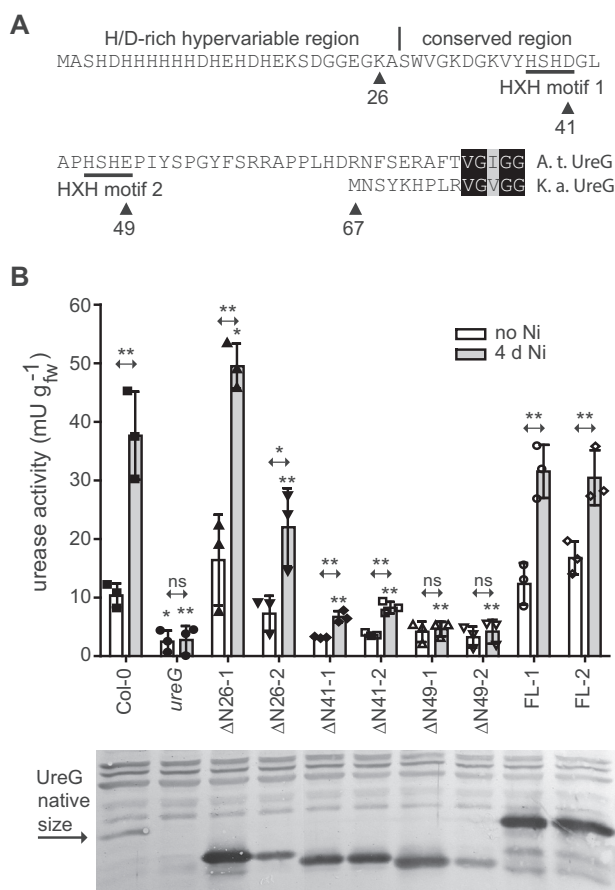 A
H/D-rich hypervariable region | conserved region
MASHDHHHHHHDHEHDHEKSDGGEGKASWVGKDGKVYHSHDGL
▲ HXH motif 1
26 ▲
41
APHSHEPIYSPGYFSRRAPPLHDRNFSERAFTVGIGG A.t. UreG
MNSYKHPLRVGVGG K.a. UreG
HXH motif 2
▲ ▲
49 67
B
urease activity (mU g-1 fw)
60
50
40
30
20
10
0
no Ni
4 d Ni
** ** * * ** ** ** ** ** ns ** ns ** ** **
ns
* **
Col-0
ureG
ΔN26-1
ΔN26-2
ΔN41-1
ΔN41-2
ΔN49-1
ΔN49-2
FL-1
FL-2
UreG
native
size